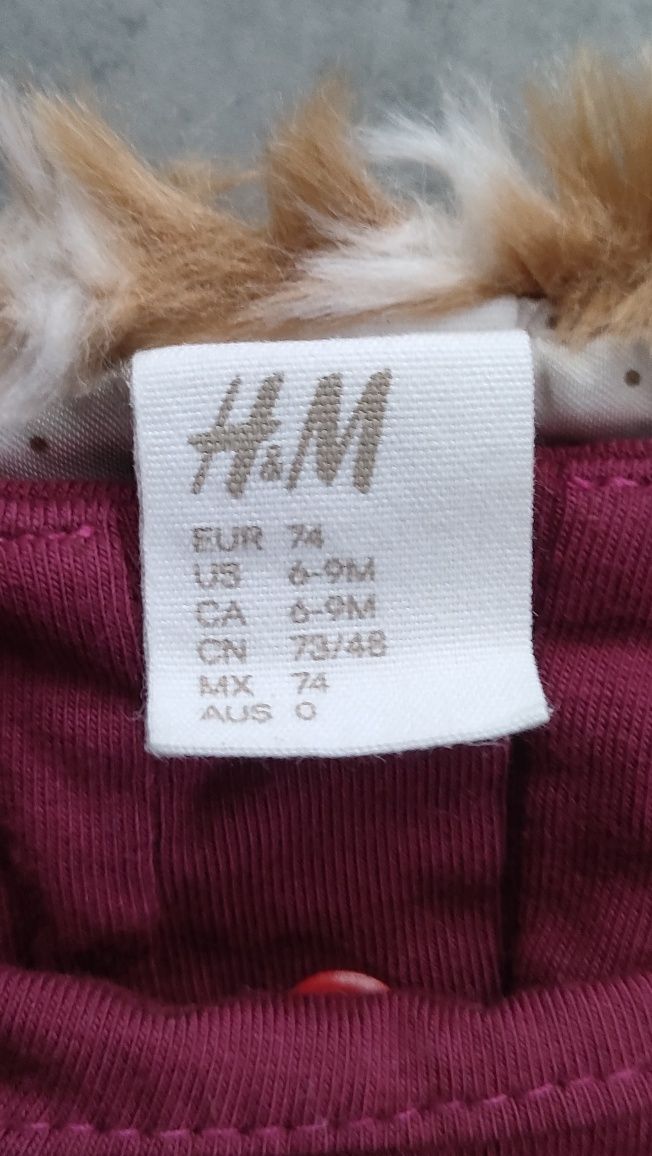 H&M
EUR 74
US 6-9M
CA 6-9M
CN 73/48
MX 74
AUS 0